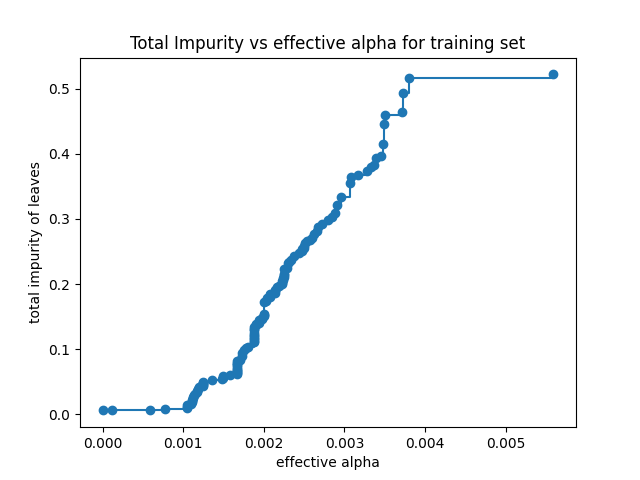 Total Impurity vs effective alpha for training set
total impurity of leaves
0.5
0.4
0.3
0.2
0.1
0.0
0.000 0.001 0.002 0.003 0.004 0.005
effective alpha